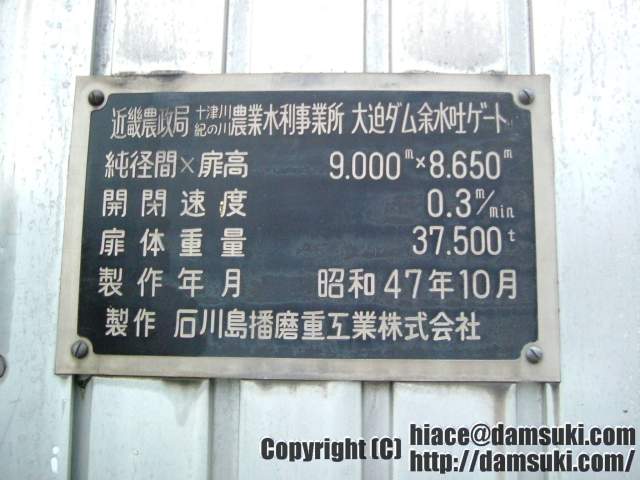 近畿農政局 十津川紀の川 農業水利事業所 大迫ダム余水吐ゲート
純径間×扉高 9.000m×8.650m
開閉速度 0.3m/min
扉体重量 37.500t
製作年月 昭和47年10月
製作 石川島播磨重工業株式会社
Copyright (C) hiace@damsuki.com
http://damsuki.com/